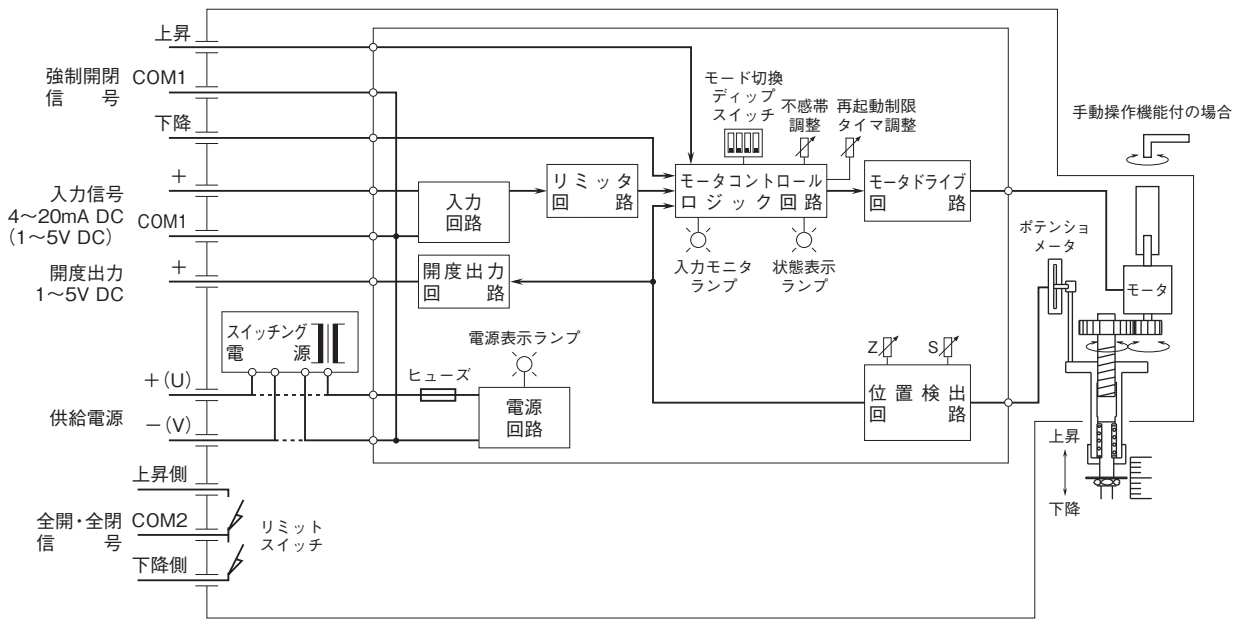 上昇
強制開閉 COM1
信　　号
下降
＋
入力信号
4～20mA DC
(1～5V DC)
COM1
開度出力
1～5V DC
＋
入力
回路
リミッタ
回　　路
モード切換
ディップ
スイッチ
不感帯
調整
再起動制限
タイマ調整
モータコントロール
ロジック回路
モータドライブ
回　　　　路
入力モニタ
ランプ
状態表示
ランプ
開度出力
回　　路
手動操作機能付の場合
ポテンショ
メータ
モータ
スイッチング
電　　　源
電源表示ランプ
ヒューズ
電源
回路
Z
S
位置検出
回　　路
供給電源
＋(U)
－(V)
上昇側
全開・全閉 COM2
信　　　号
下降側
リミット
スイッチ
上昇
下降